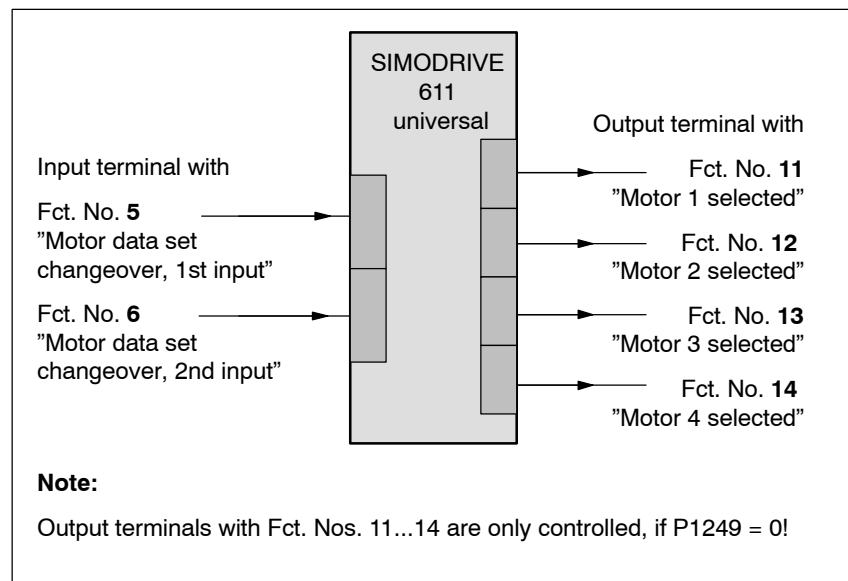 SIMODRIVE
611
universal
Input terminal with
Fct. No. 5
”Motor data set
changeover, 1st input”
Fct. No. 6
”Motor data set
changeover, 2nd input”
Output terminal with
Fct. No. 11
”Motor 1 selected”
Fct. No. 12
”Motor 2 selected”
Fct. No. 13
”Motor 3 selected”
Fct. No. 14
”Motor 4 selected”
Note:
Output terminals with Fct. Nos. 11...14 are only controlled, if P1249 = 0!